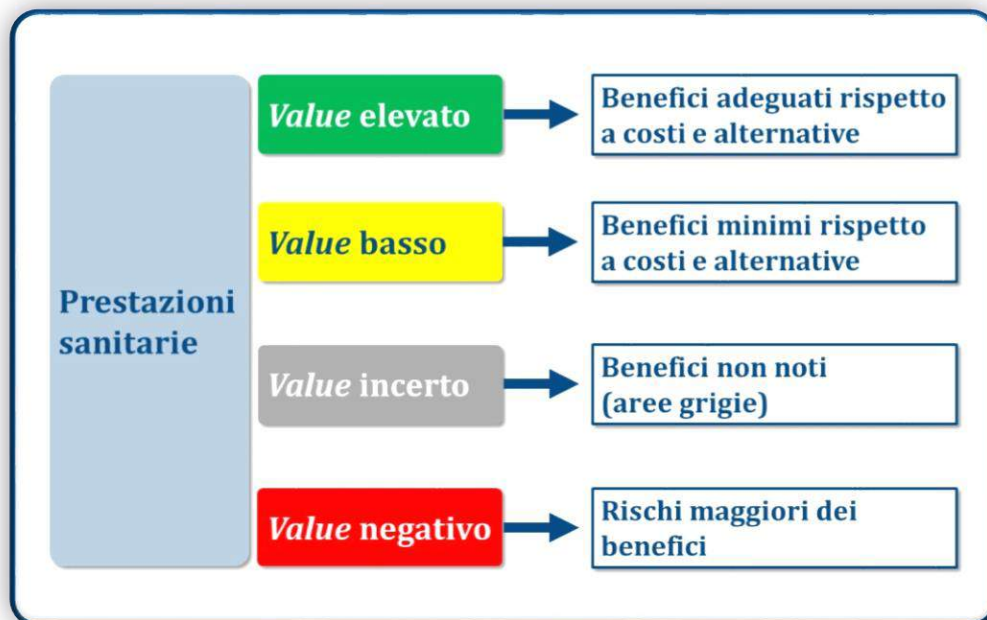 Prestazioni
sanitarie
Value elevato
Benefici adeguati rispetto
a costi e alternative
Value basso
Benefici minimi rispetto
a costi e alternative
Value incerto
Benefici non noti
(aree grigie)
Value negativo
Rischi maggiori dei
benefici